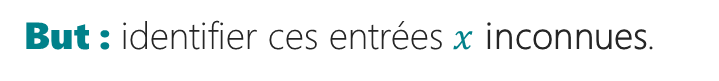 But : identifier ces entrées x inconnues.